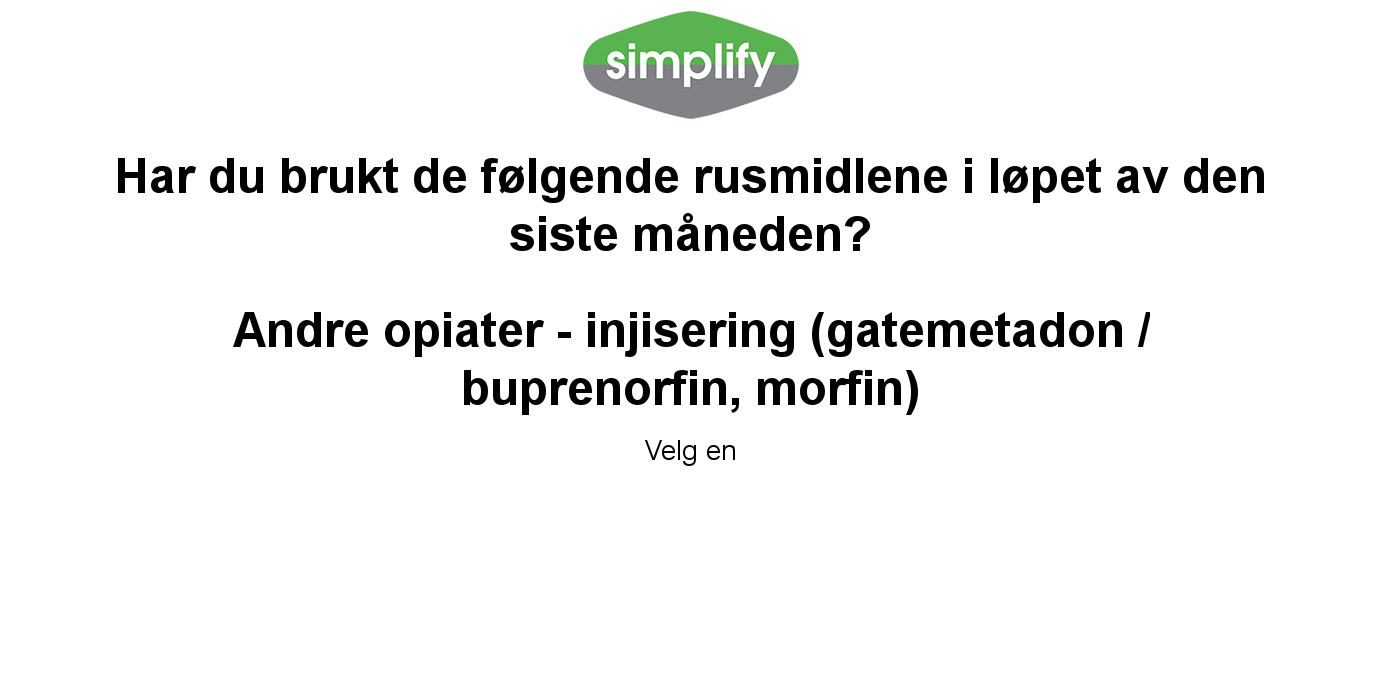 simplify
Har du brukt de følgende rusmidlene i løpet av den
siste måneden?
Andre opiater - injisering (gatemetadon /
buprenorfin, morfin)
Velg en